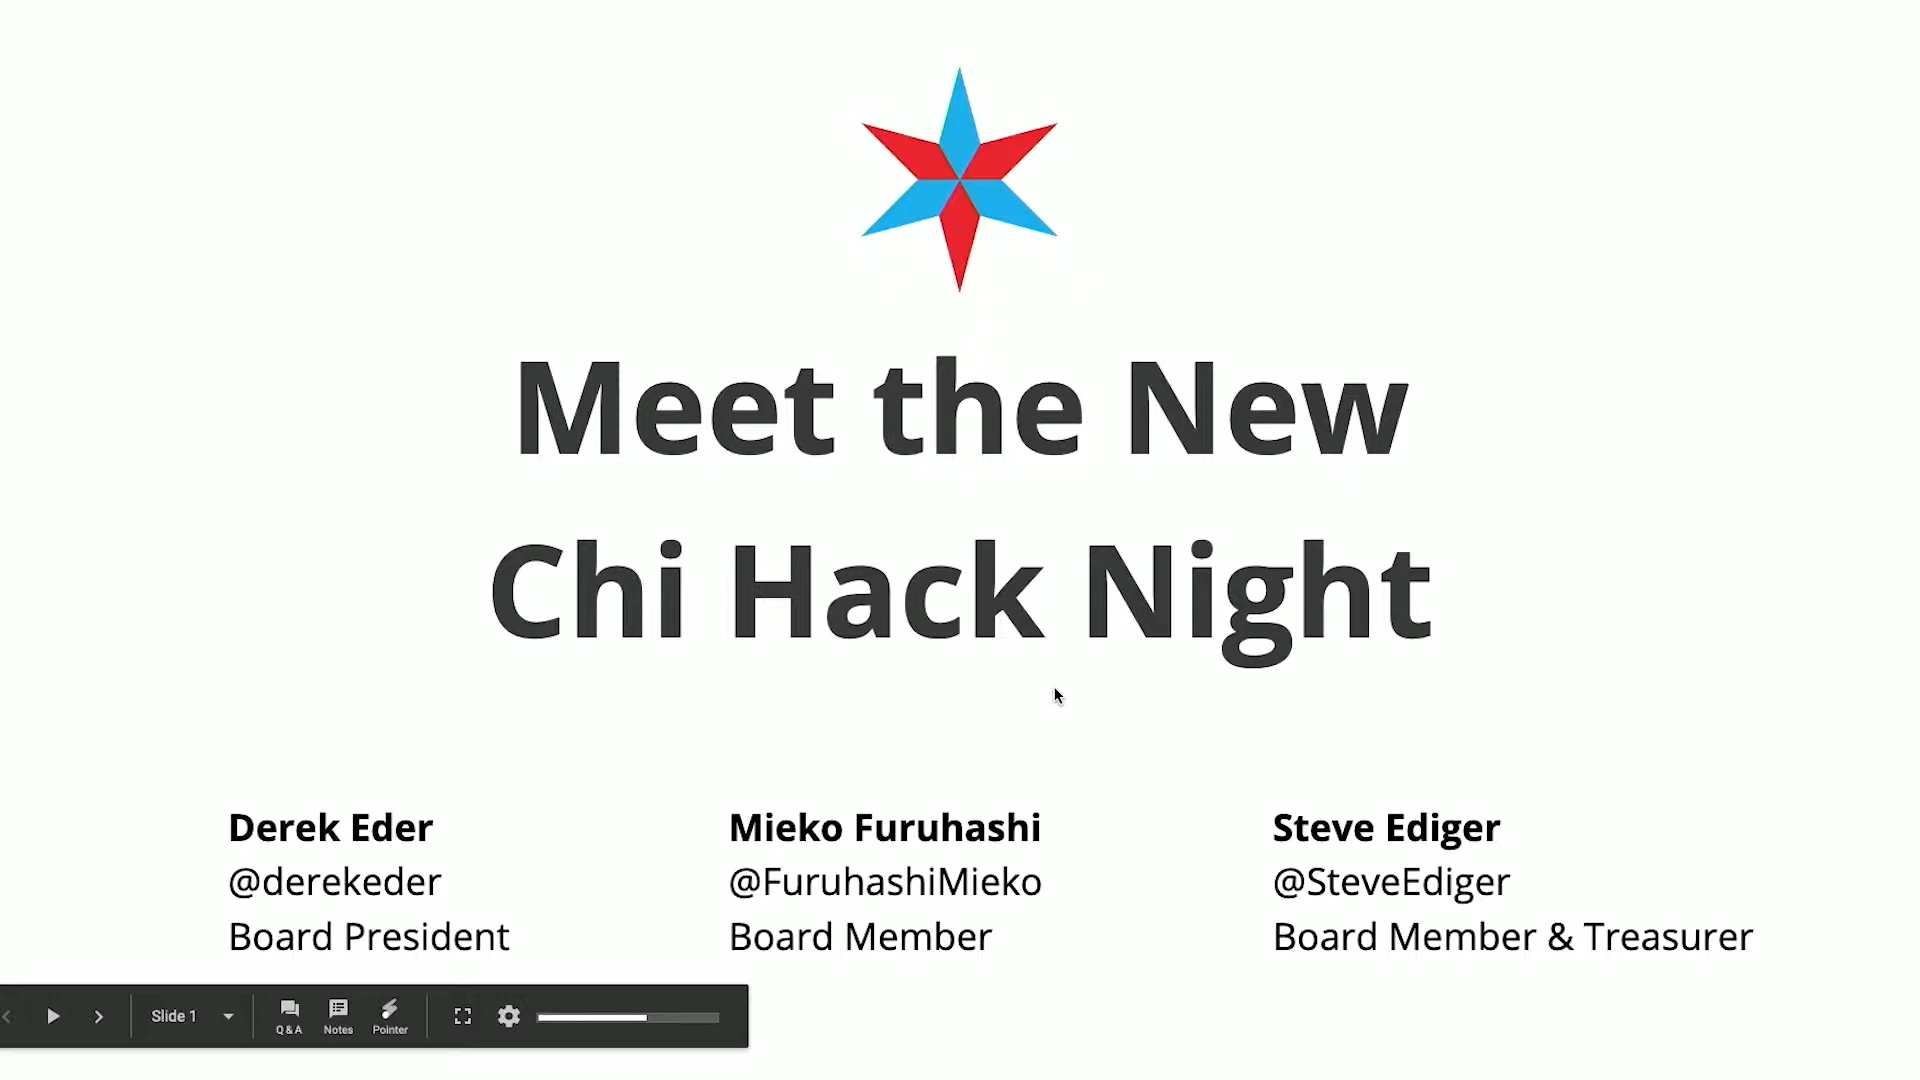 Meet the New
Chi Hack Night
Derek Eder
@derekeder
Board President
Mieko Furuhashi
@FuruhashiMieko
Board Member
Steve Ediger
@SteveEdiger
Board Member & Treasurer
Slide 1
Q & A
Notes
Pointer